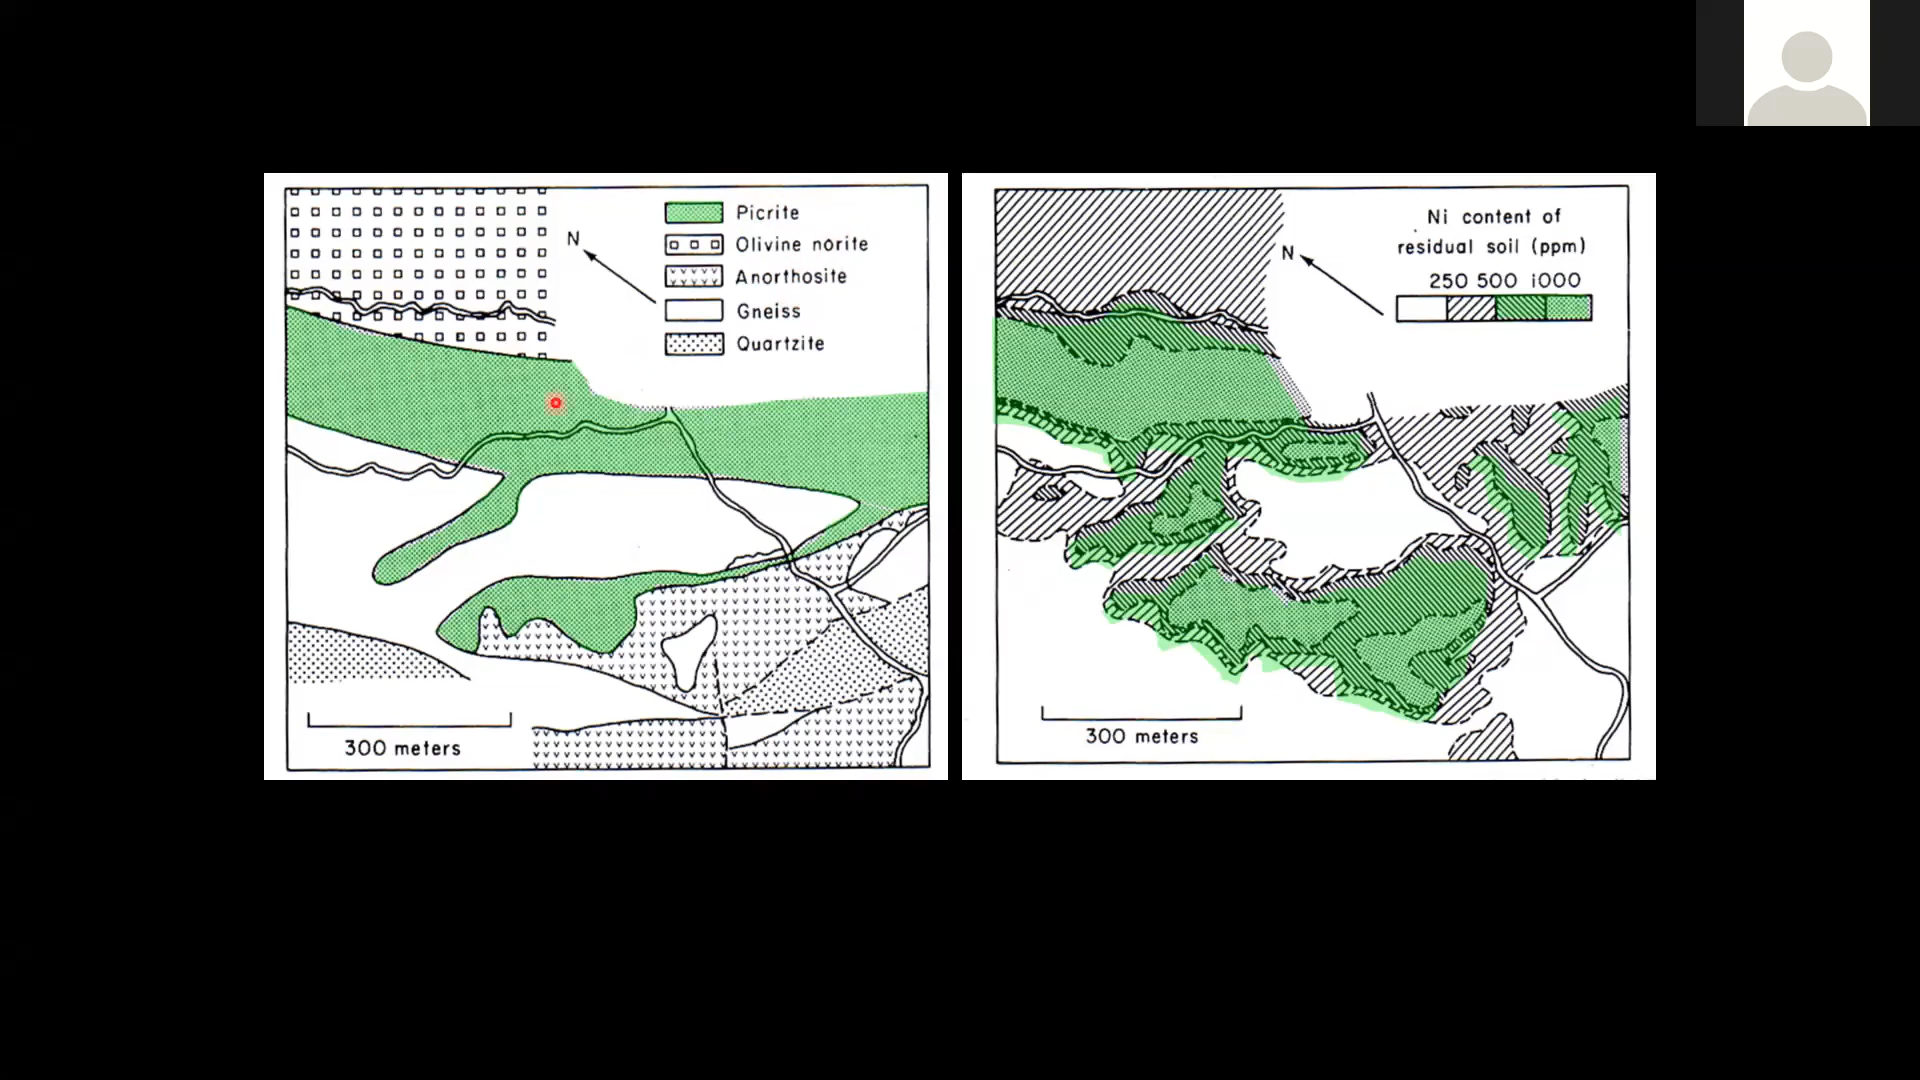 N
Picrite
Olivine norite
Anorthosite
Gneiss
Quartzite
300 meters
Ni content of
residual soil (ppm)
N
250 500 1000
300 meters